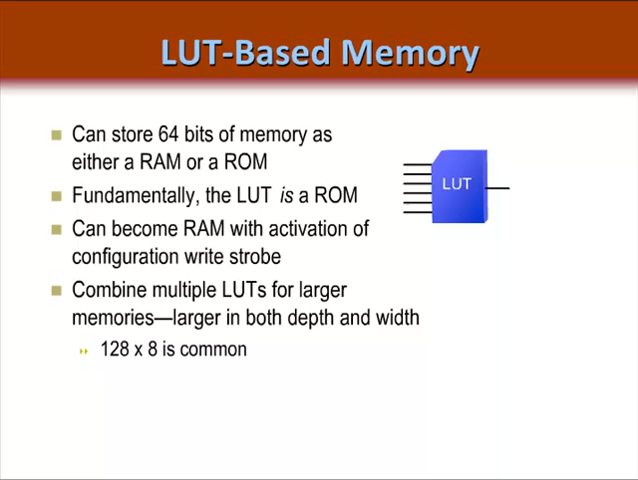 LUT-Based Memory
Can store 64 bits of memory as
either a RAM or a ROM
LUT
Fundamentally, the LUT is a ROM
Can become RAM with activation of
configuration write strobe
Combine multiple LUTs for larger
memories—larger in both depth and width
128 x 8 is common